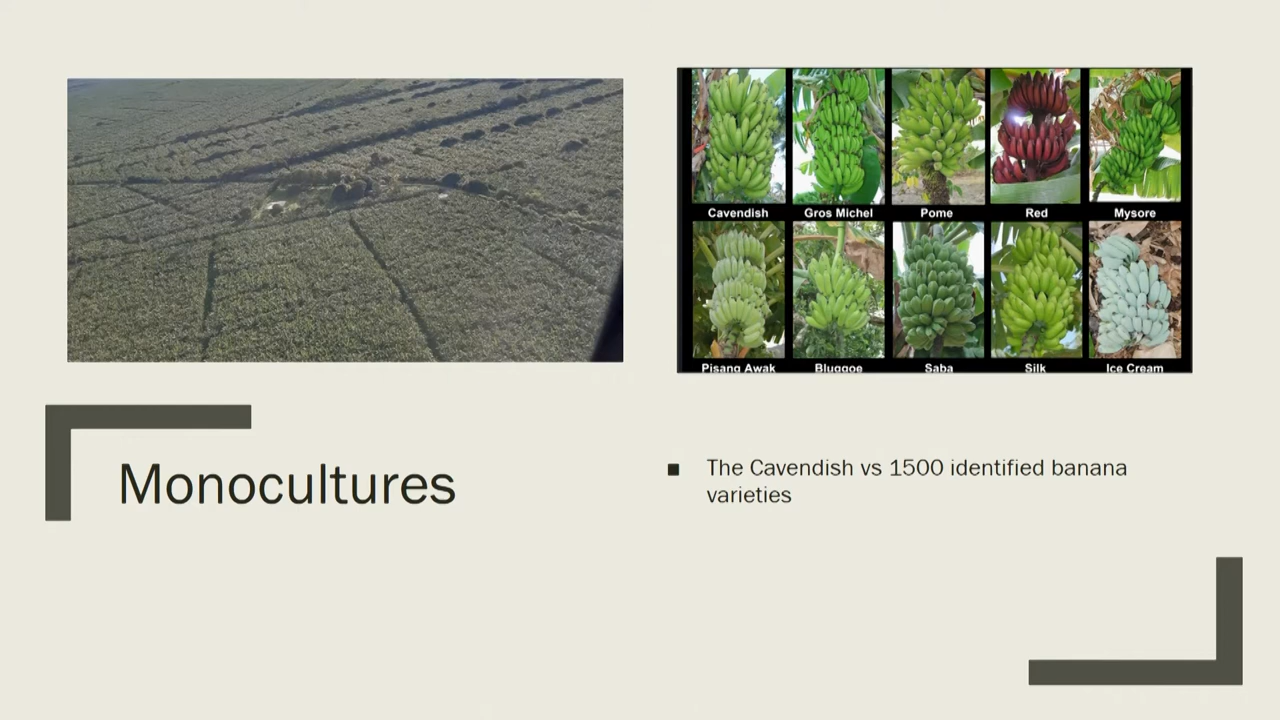 Cavendish Gros Michel Pome Red Mysore
Pisang Awak Bluggoe Saba Silk Ice Cream
Monocultures
The Cavendish vs 1500 identified banana
varieties